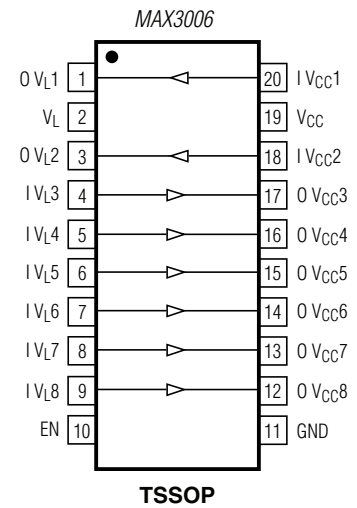 MAX3006
O VL1 1 20 I VCC1
VL 2 19 VCC
O VL2 3 18 I VCC2
I VL3 4 17 O VCC3
I VL4 5 16 O VCC4
I VL5 6 15 O VCC5
I VL6 7 14 O VCC6
I VL7 8 13 O VCC7
I VL8 9 12 O VCC8
EN 10 11 GND
TSSOP